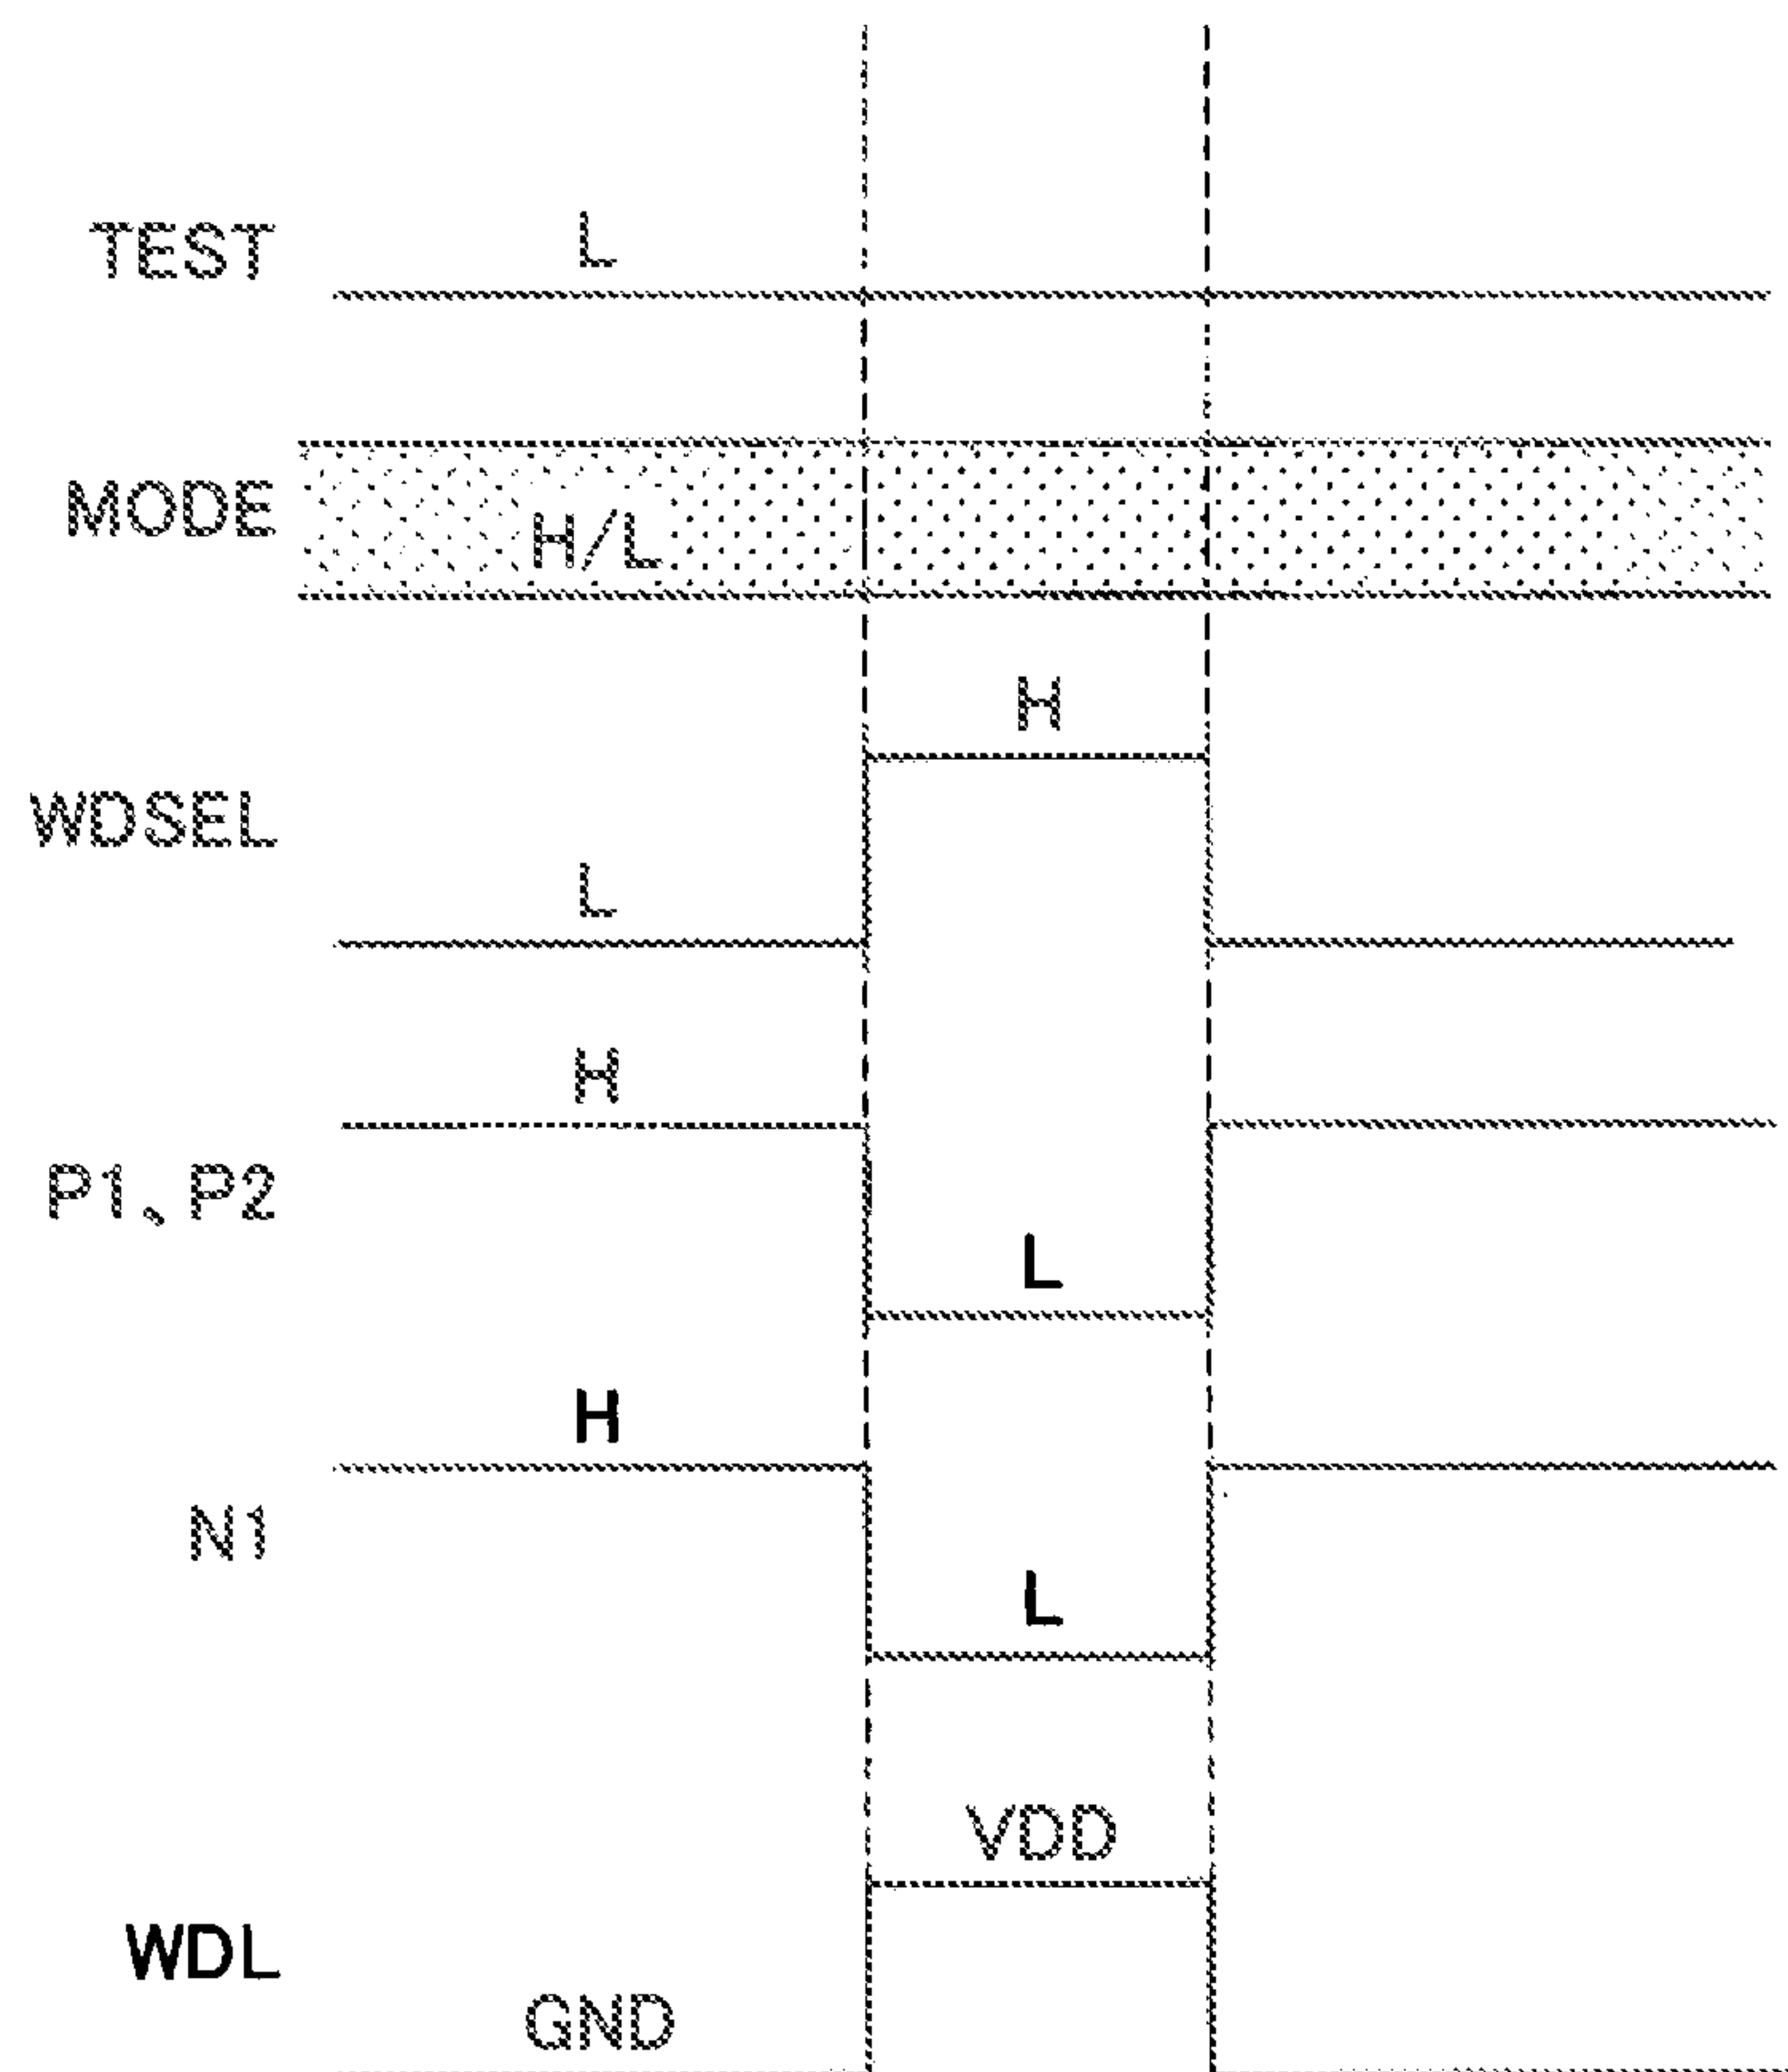 TEST
L
MODE
H/L
H
WDSEL
L
H
P1、P2
L
H
N1
L
VDD
WDL
GND